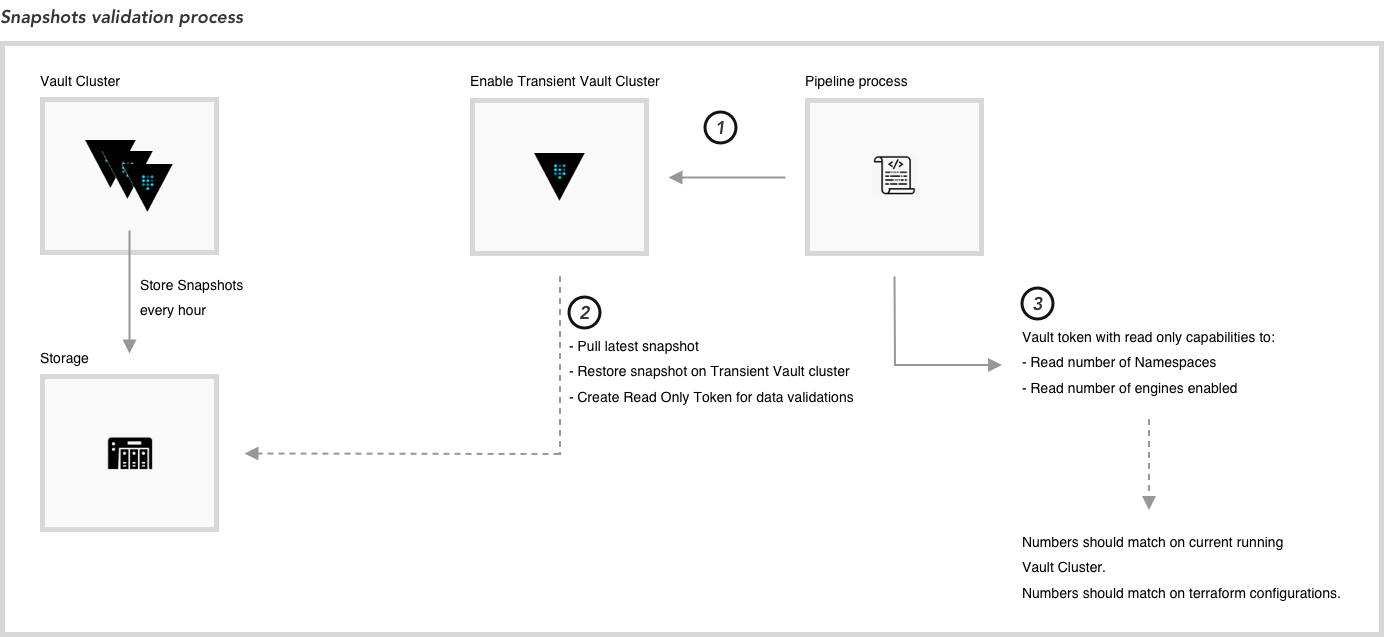 Snapshots validation process
Vault Cluster
Enable Transient Vault Cluster
Pipeline process
1
Store Snapshots
every hour
2
- Pull latest snapshot
- Restore snapshot on Transient Vault cluster
- Create Read Only Token for data validations
3
Vault token with read only capabilities to:
- Read number of Namespaces
- Read number of engines enabled
Storage
Numbers should match on current running
Vault Cluster.
Numbers should match on terraform configurations.